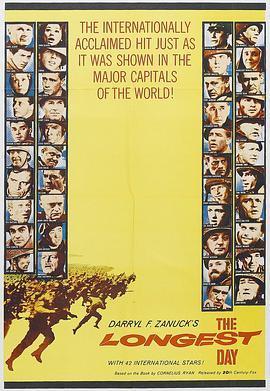 THE INTERNATIONALLY
ACCLAIMED HIT JUST AS
IT WAS SHOWN IN THE
MAJOR CAPITALS
OF THE WORLD!
DARRYL F. ZANUCK'S
THE
LONGEST
DAY
WITH 42 INTERNATIONAL STARS!
Based on the Book by CORNELIUS RYAN Released by 20th Century-Fox